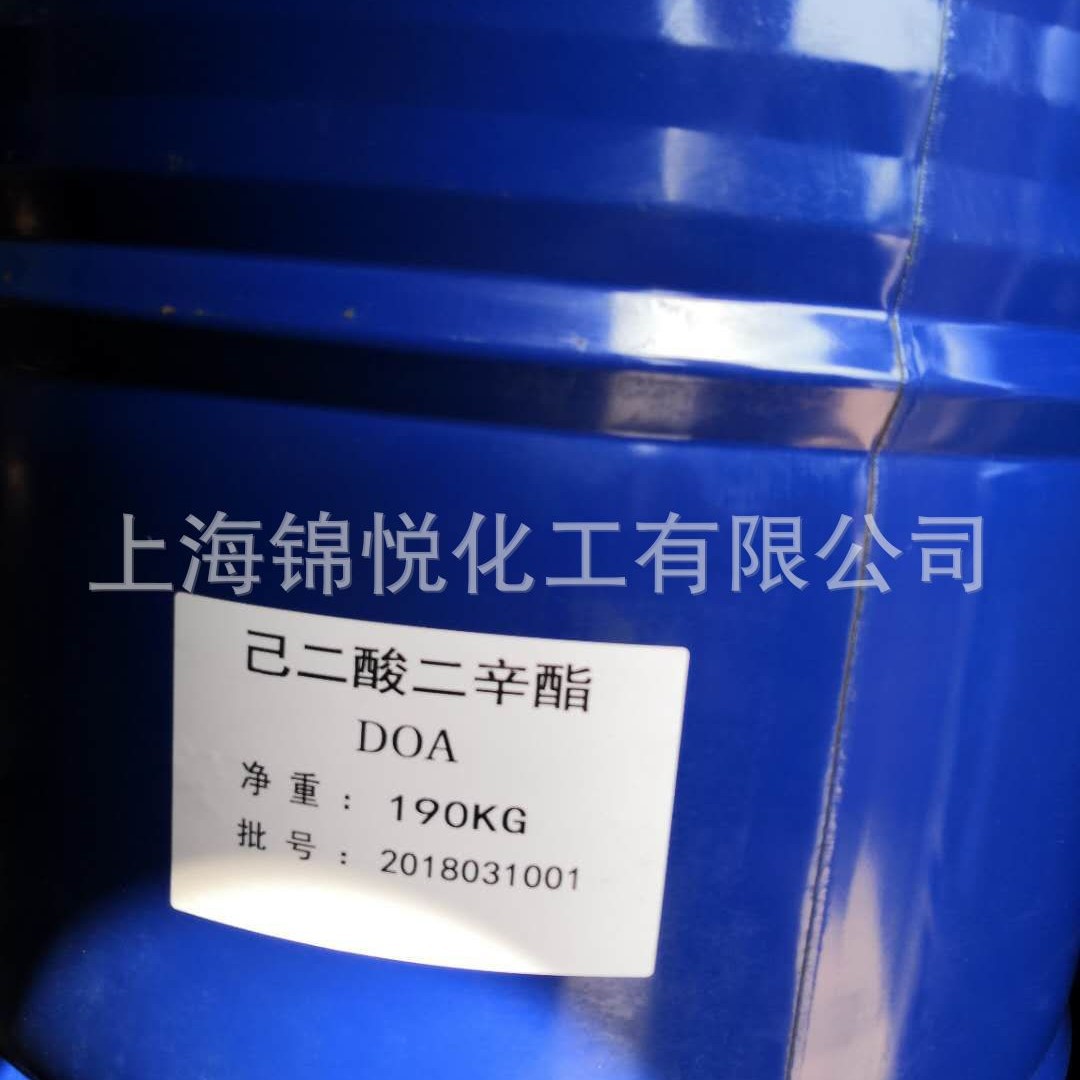 上海锦悦化工有限公司
己二酸二辛酯
DOA
净重：190KG
批号：2018031001